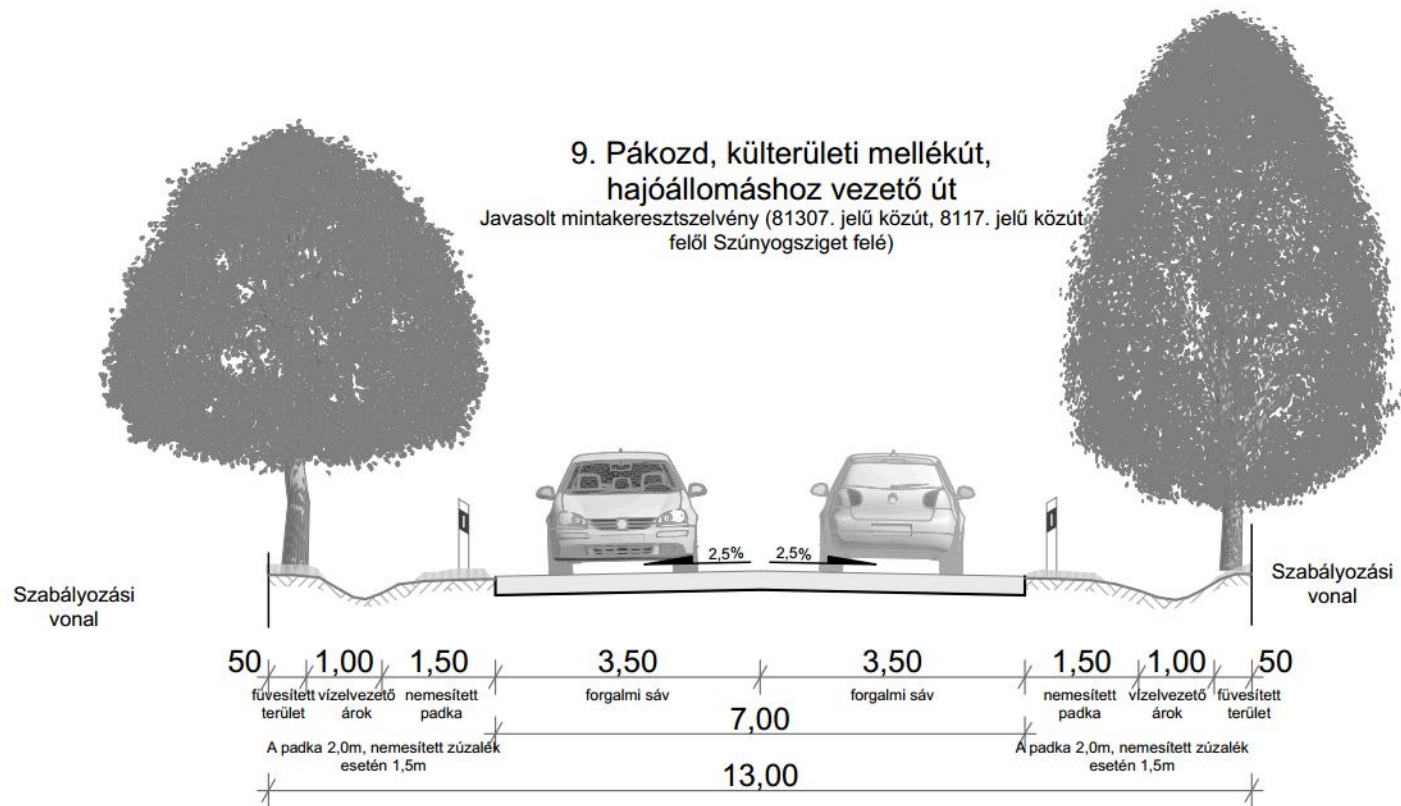 9. Pákozd, külterületi mellékút,
hajóállomáshoz vezető út
Javasolt mintakeresztszelvény (81307. jelű közút, 8117. jelű közút
felől Szúnyogsziget felé)
2,5% 2,5%
Szabályozási
vonal
Szabályozási
vonal
50 1,00 1,50 3,50 3,50 1,50 1,00 50
füvesített vízelvezető nemesített forgalmi sáv forgalmi sáv nemesített vízelvezető füvesített
terület árok padka padka árok terület
7,00
A padka 2,0m, nemesített zúzalék
esetén 1,5m
A padka 2,0m, nemesített zúzalék
esetén 1,5m
13,00